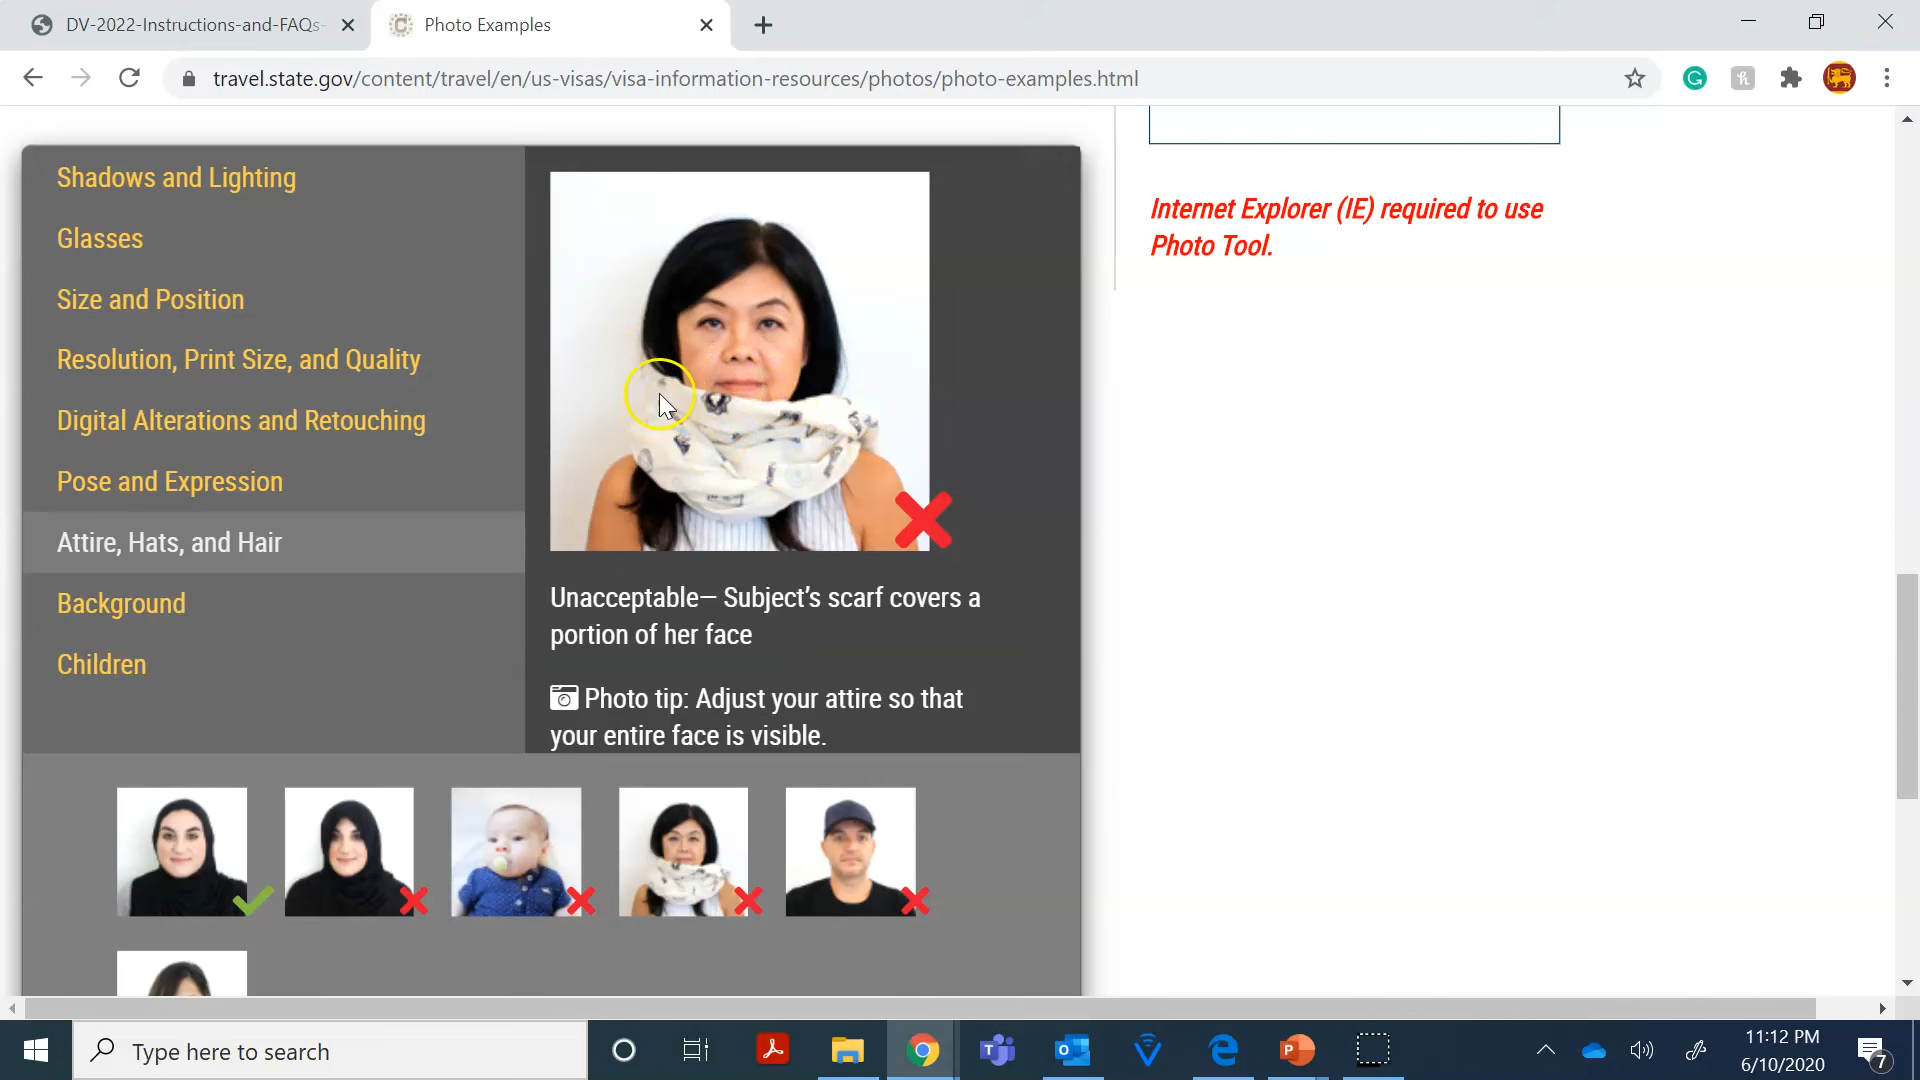 DV-2022-Instructions-and-FAQs-
Photo Examples
travel.state.gov/content/travel/en/us-visas/visa-information-resources/photos/photo-examples.html
Shadows and Lighting
Glasses
Size and Position
Resolution, Print Size, and Quality
Digital Alterations and Retouching
Pose and Expression
Attire, Hats, and Hair
Background
Children
Unacceptable– Subject’s scarf covers a
portion of her face
Photo tip: Adjust your attire so that
your entire face is visible.
Internet Explorer (IE) required to use
Photo Tool.
Type here to search
11:12 PM
6/10/2020
7